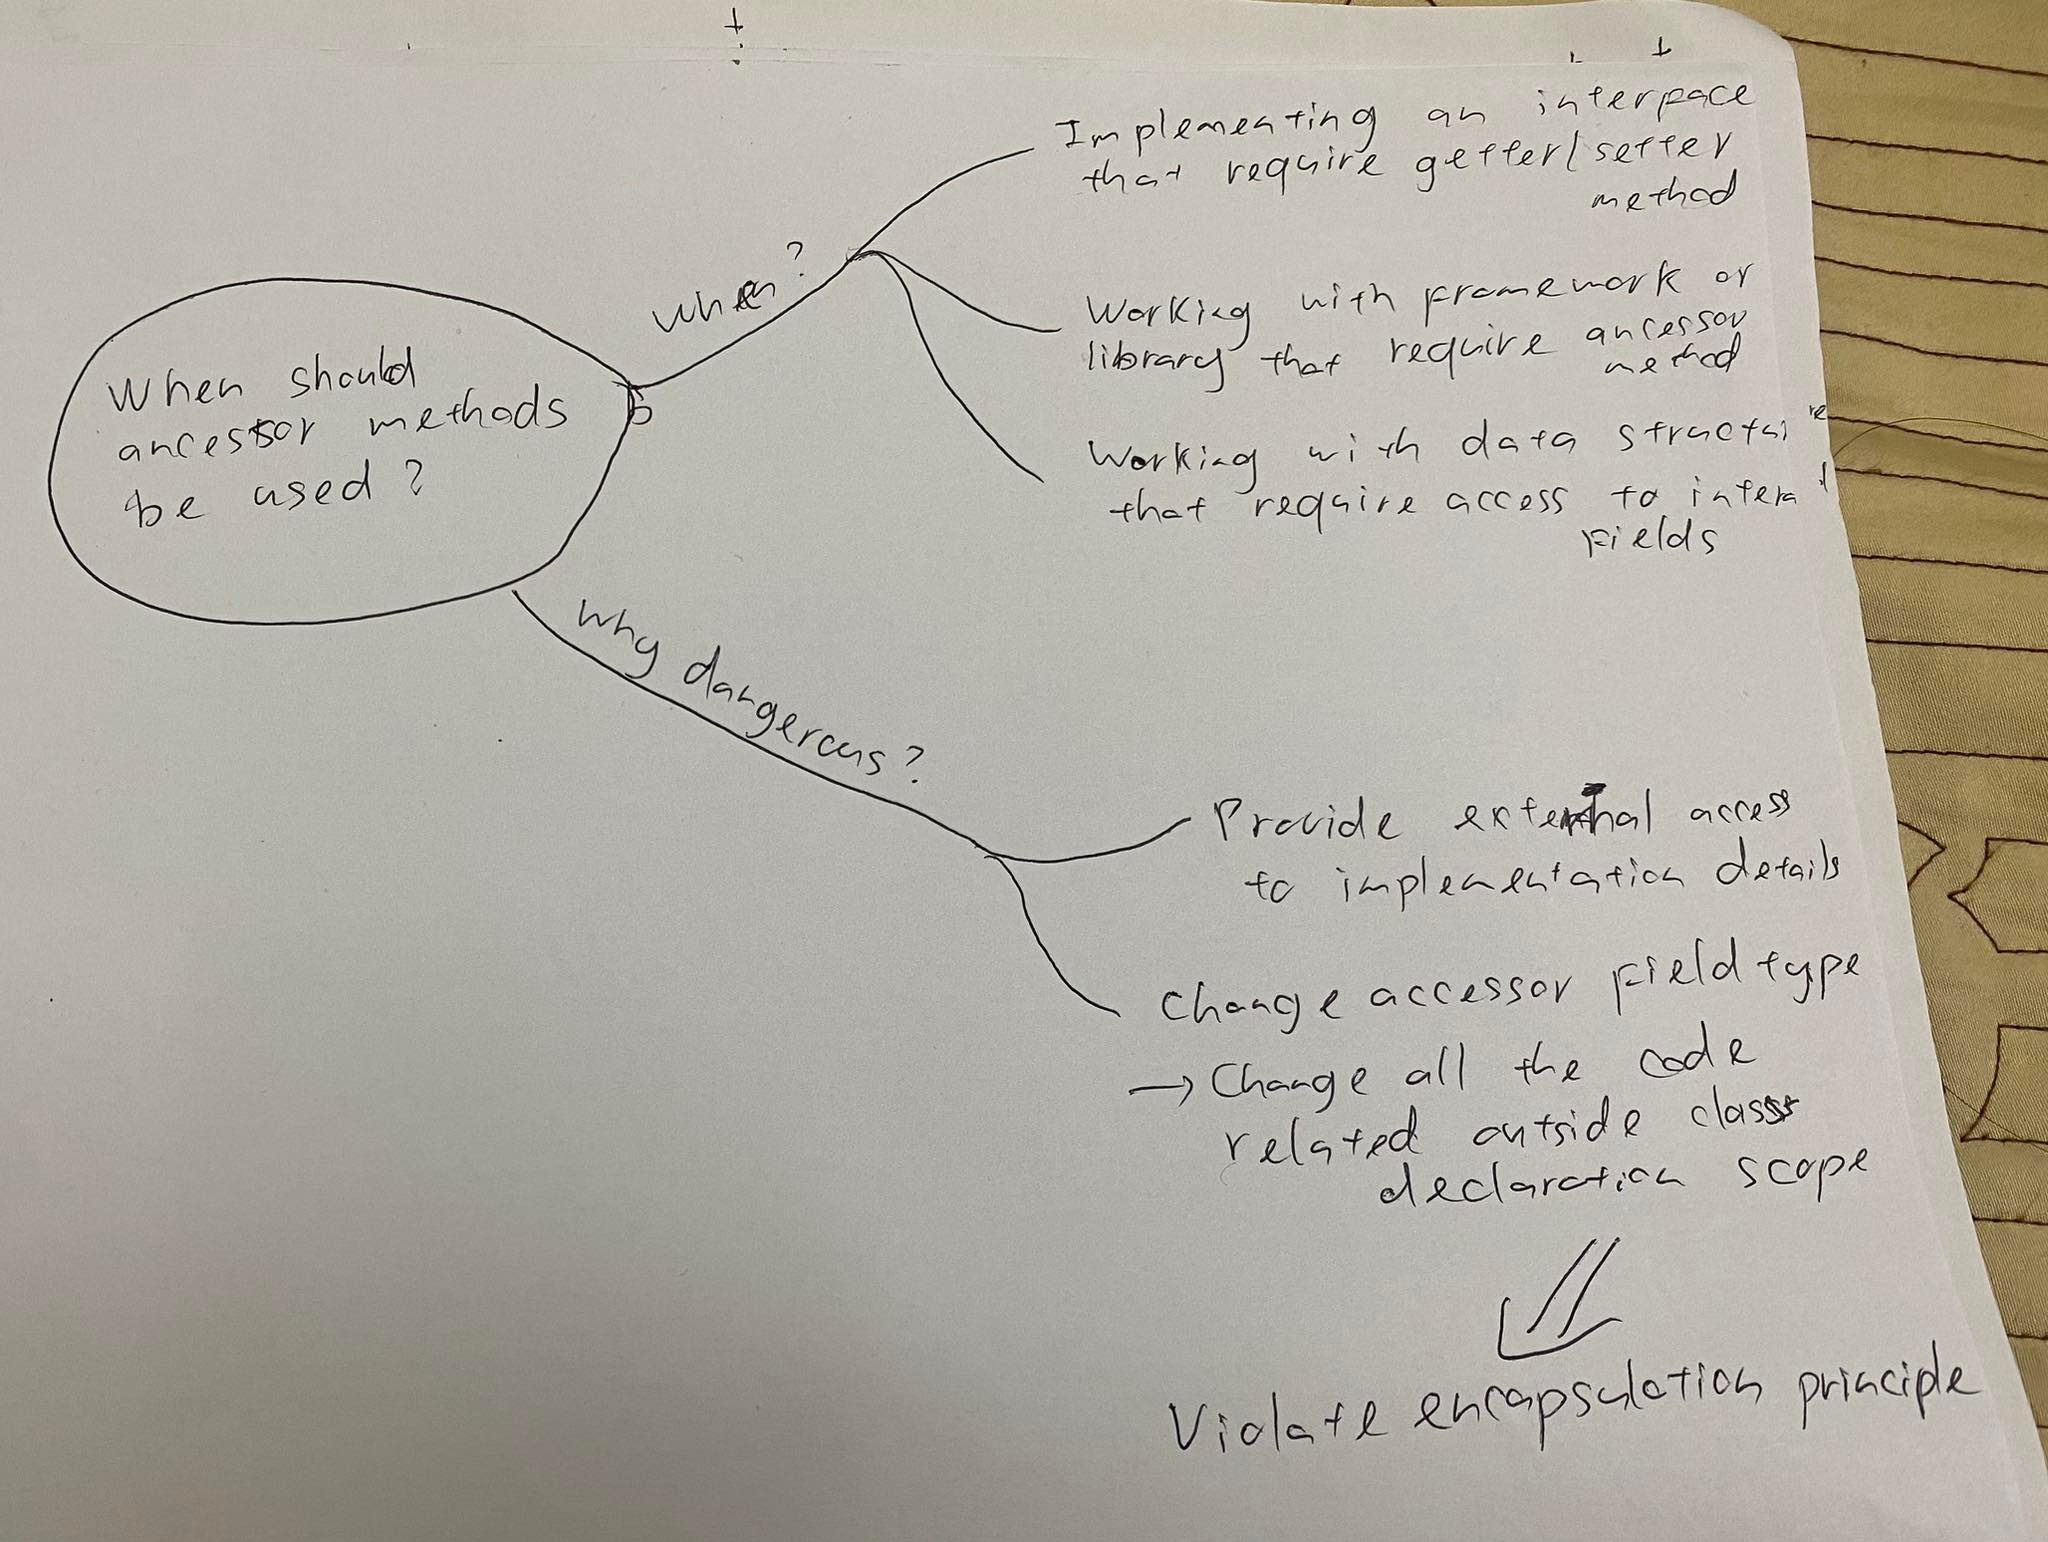 When should
ancessor methods
be used?
when?
Implementing an interface
that require getter/setter
method
Working with framework or
library that require ancessor
method
Working with data structure
that require access to internal
fields
Why dangerous?
Provide external access
to implementation details
Change accessor field type
→ Change all the code
related outside class
declaration scope
Violate encapsulation principle